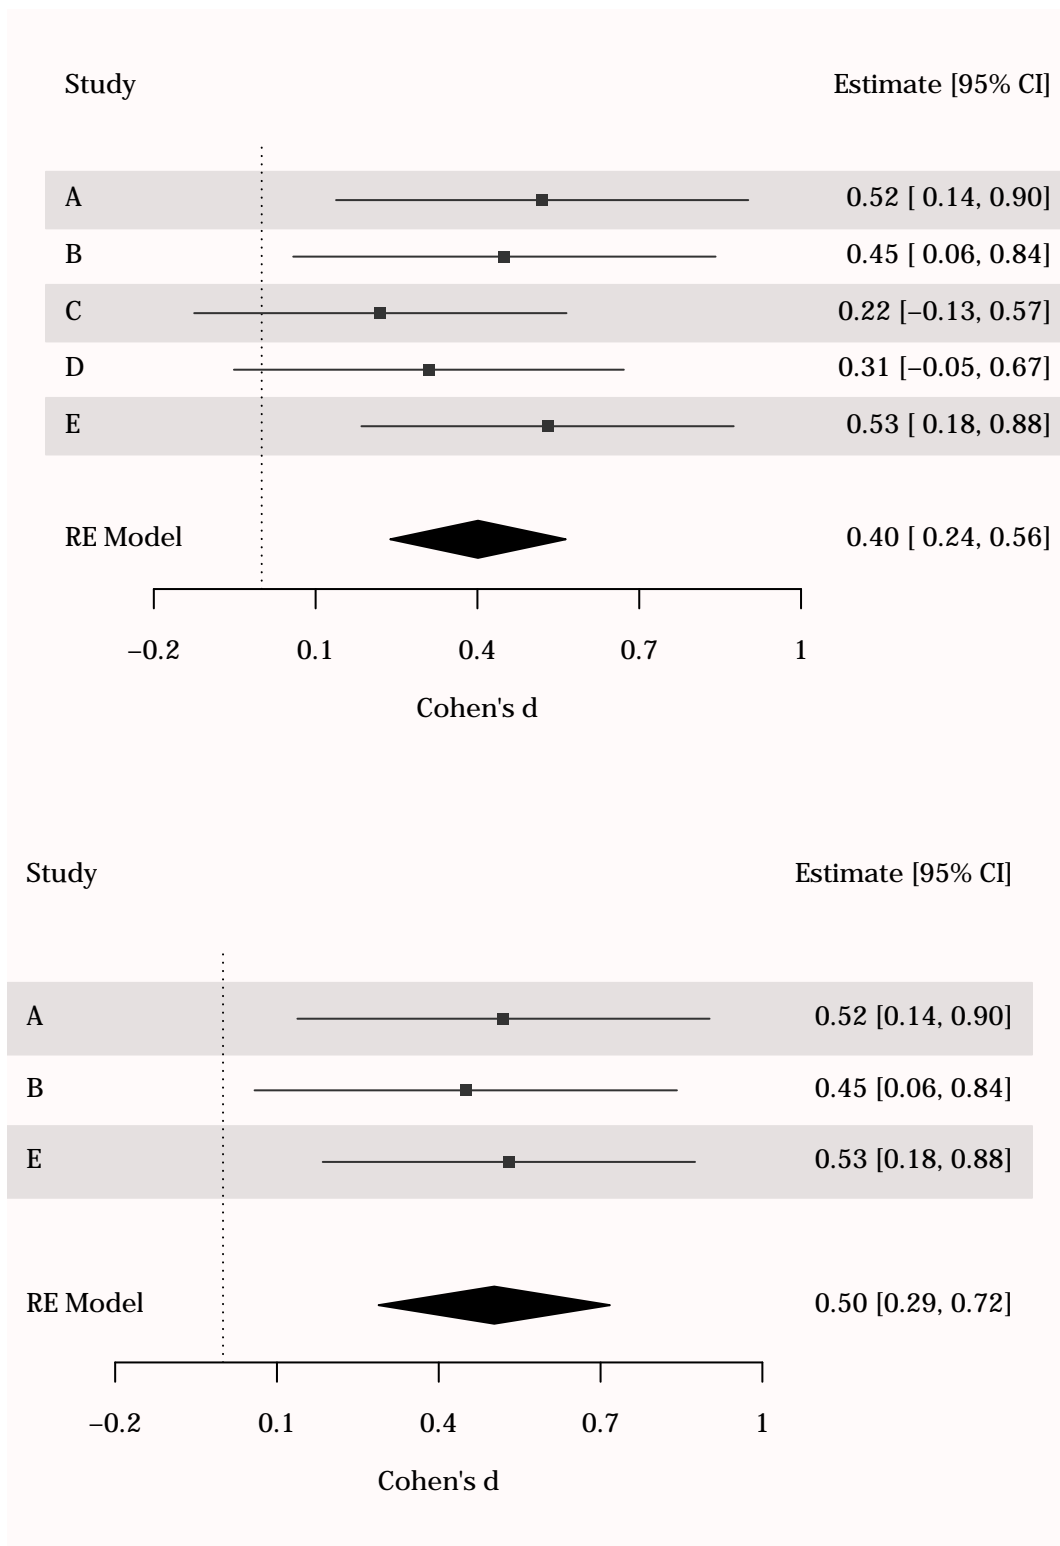 Study Estimate [95% CI]
A 0.52 [ 0.14, 0.90]
B 0.45 [ 0.06, 0.84]
C 0.22 [−0.13, 0.57]
D 0.31 [−0.05, 0.67]
E 0.53 [ 0.18, 0.88]
RE Model 0.40 [ 0.24, 0.56]
−0.2 0.1 0.4 0.7 1
Cohen's d
Study Estimate [95% CI]
A 0.52 [0.14, 0.90]
B 0.45 [0.06, 0.84]
E 0.53 [0.18, 0.88]
RE Model 0.50 [0.29, 0.72]
−0.2 0.1 0.4 0.7 1
Cohen's d